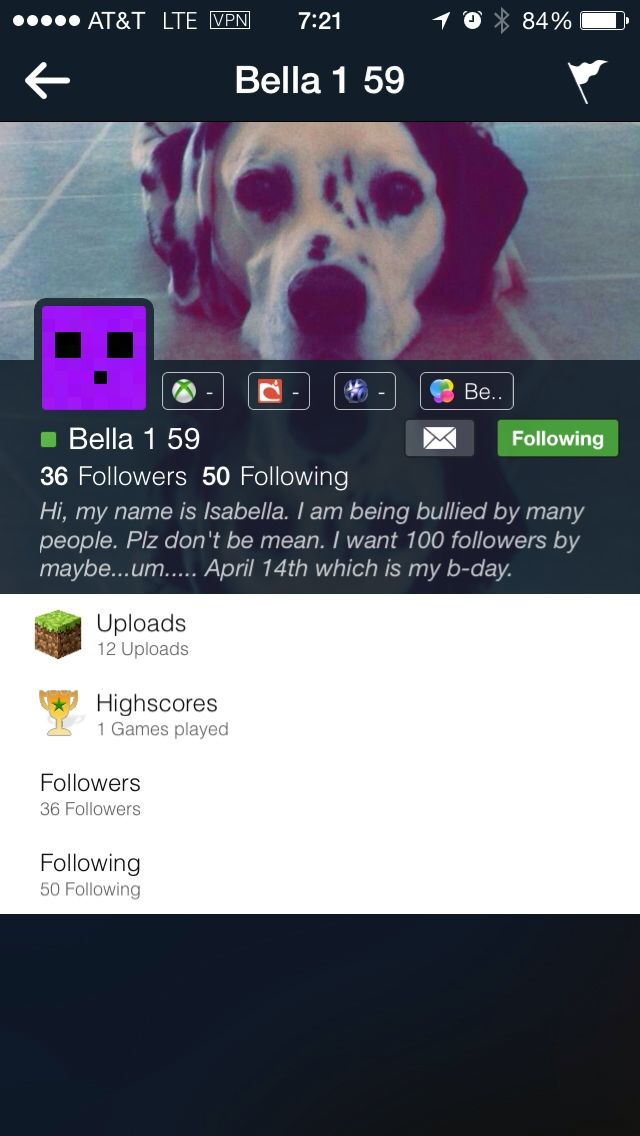 AT&T LTE VPN 7:21 84%
Bella 1 59
- - - Be..
Bella 1 59 Following
36 Followers 50 Following
Hi, my name is Isabella. I am being bullied by many
people. Plz don't be mean. I want 100 followers by
maybe...um..... April 14th which is my b-day.
Uploads
12 Uploads
Highscores
1 Games played
Followers
36 Followers
Following
50 Following